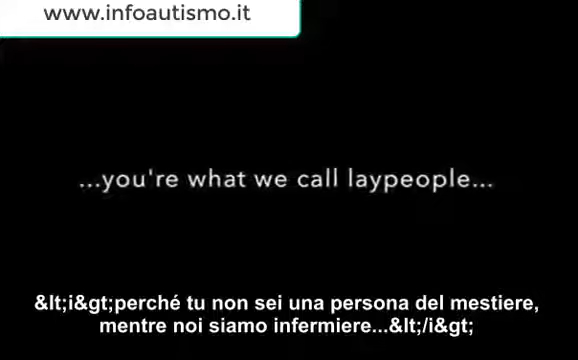 www.infoautismo.it
...you're what we call laypeople...
&lt;i&gt;perché tu non sei una persona del mestiere,
mentre noi siamo infermiere...&lt;/i&gt;